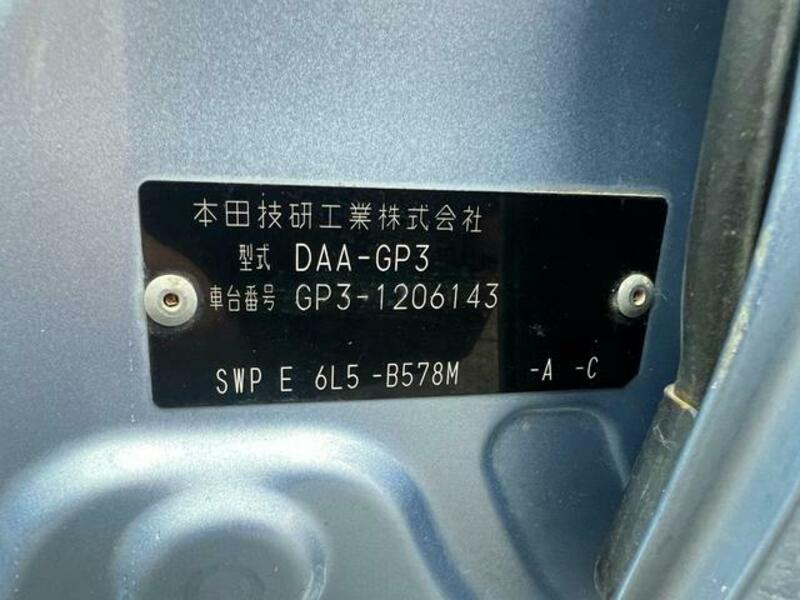 本田技研工業株式会社
型式 DAA-GP3
車台番号 GP3-1206143
SWP E 6L5 -B578M -A -C